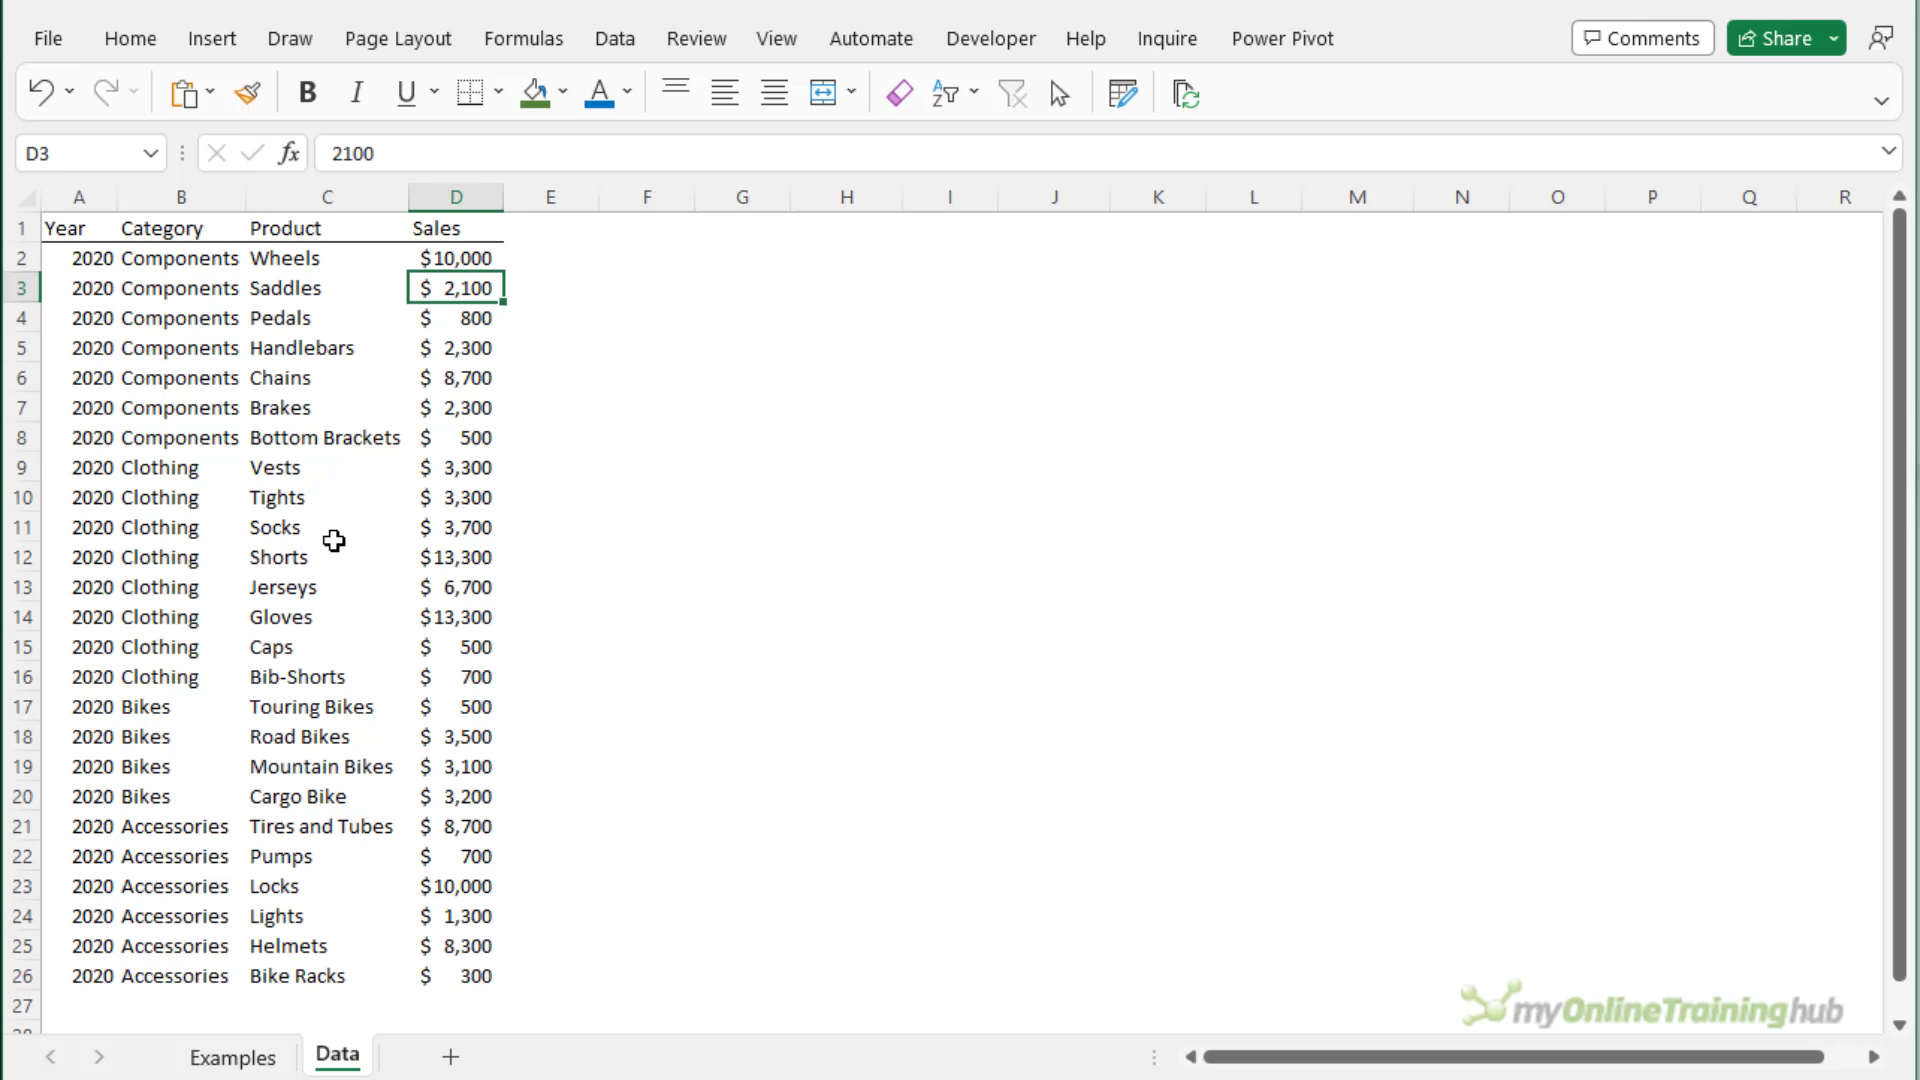 File Home Insert Draw Page Layout Formulas Data Review View Automate Developer Help Inquire Power Pivot Comments Share
B I U A
D3 fx 2100
A B C D E F G H I J K L M N O P Q R
1 Year Category Product Sales
2 2020 Components Wheels $10,000
3 2020 Components Saddles $ 2,100
4 2020 Components Pedals $ 800
5 2020 Components Handlebars $ 2,300
6 2020 Components Chains $ 8,700
7 2020 Components Brakes $ 2,300
8 2020 Components Bottom Brackets $ 500
9 2020 Clothing Vests $ 3,300
10 2020 Clothing Tights $ 3,300
11 2020 Clothing Socks $ 3,700
12 2020 Clothing Shorts $13,300
13 2020 Clothing Jerseys $ 6,700
14 2020 Clothing Gloves $13,300
15 2020 Clothing Caps $ 500
16 2020 Clothing Bib-Shorts $ 700
17 2020 Bikes Touring Bikes $ 500
18 2020 Bikes Road Bikes $ 3,500
19 2020 Bikes Mountain Bikes $ 3,100
20 2020 Bikes Cargo Bike $ 3,200
21 2020 Accessories Tires and Tubes $ 8,700
22 2020 Accessories Pumps $ 700
23 2020 Accessories Locks $10,000
24 2020 Accessories Lights $ 1,300
25 2020 Accessories Helmets $ 8,300
26 2020 Accessories Bike Racks $ 300
27
myOnlineTraininghub
Examples Data